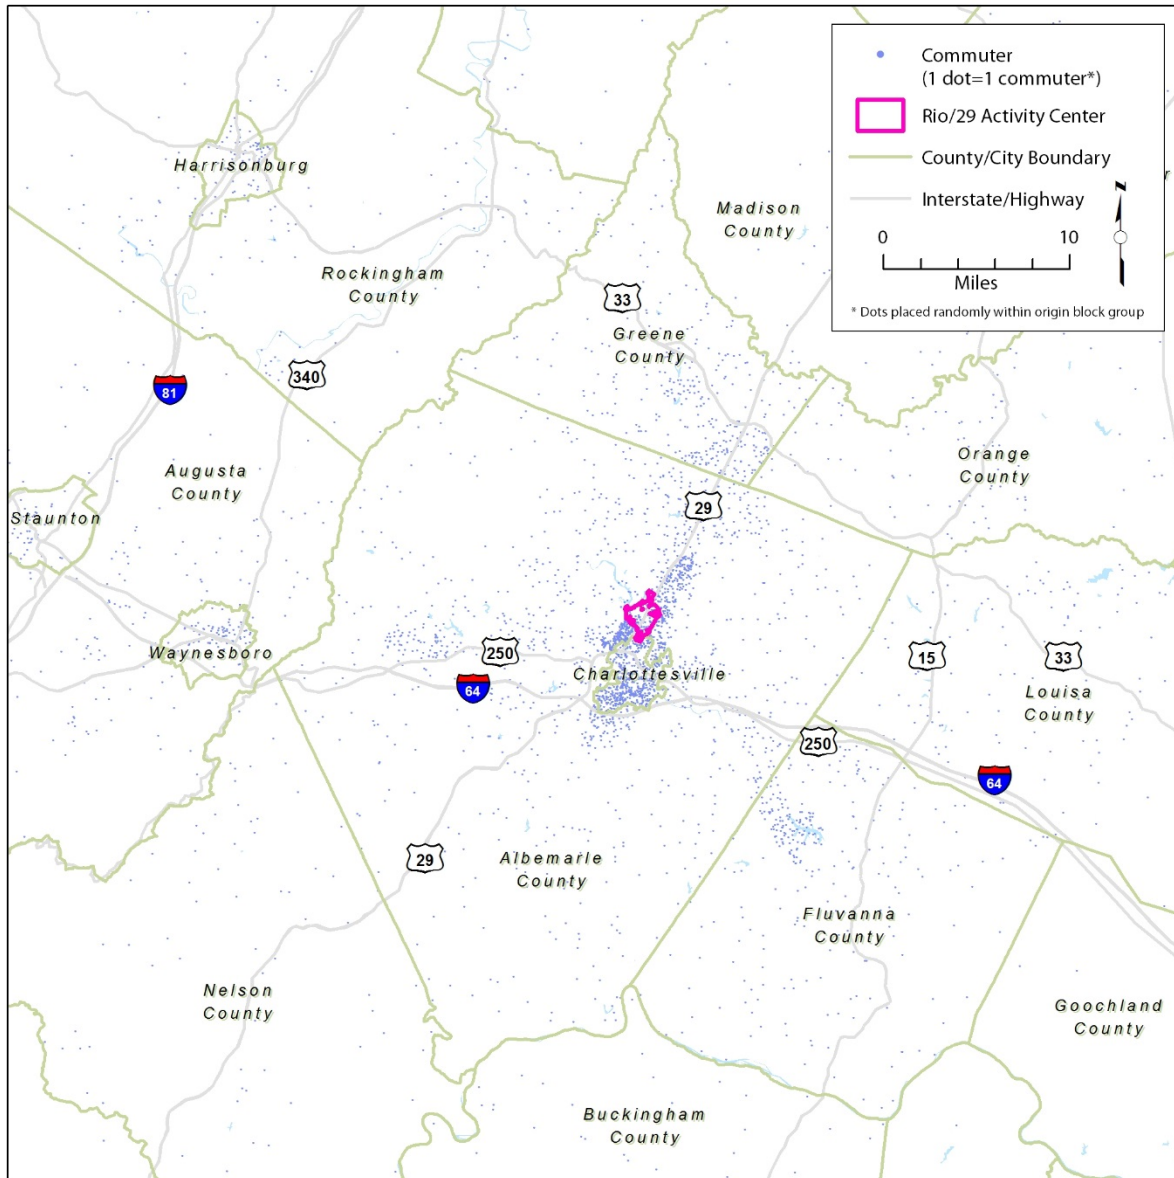 Commuter
(1 dot=1 commuter*)
Rio/29 Activity Center
County/City Boundary
Interstate/Highway
N
0 10
Miles
* Dots placed randomly within origin block group
Harrisonburg
Madison
County
Rockingham
County
33
Greene
County
340
81
Augusta
County
Orange
County
Staunton
29
Waynesboro
250
64
Charlottesville
15
33
Louisa
County
250
64
29
Albemarle
County
Fluvanna
County
Nelson
County
Goochland
County
Buckingham
County